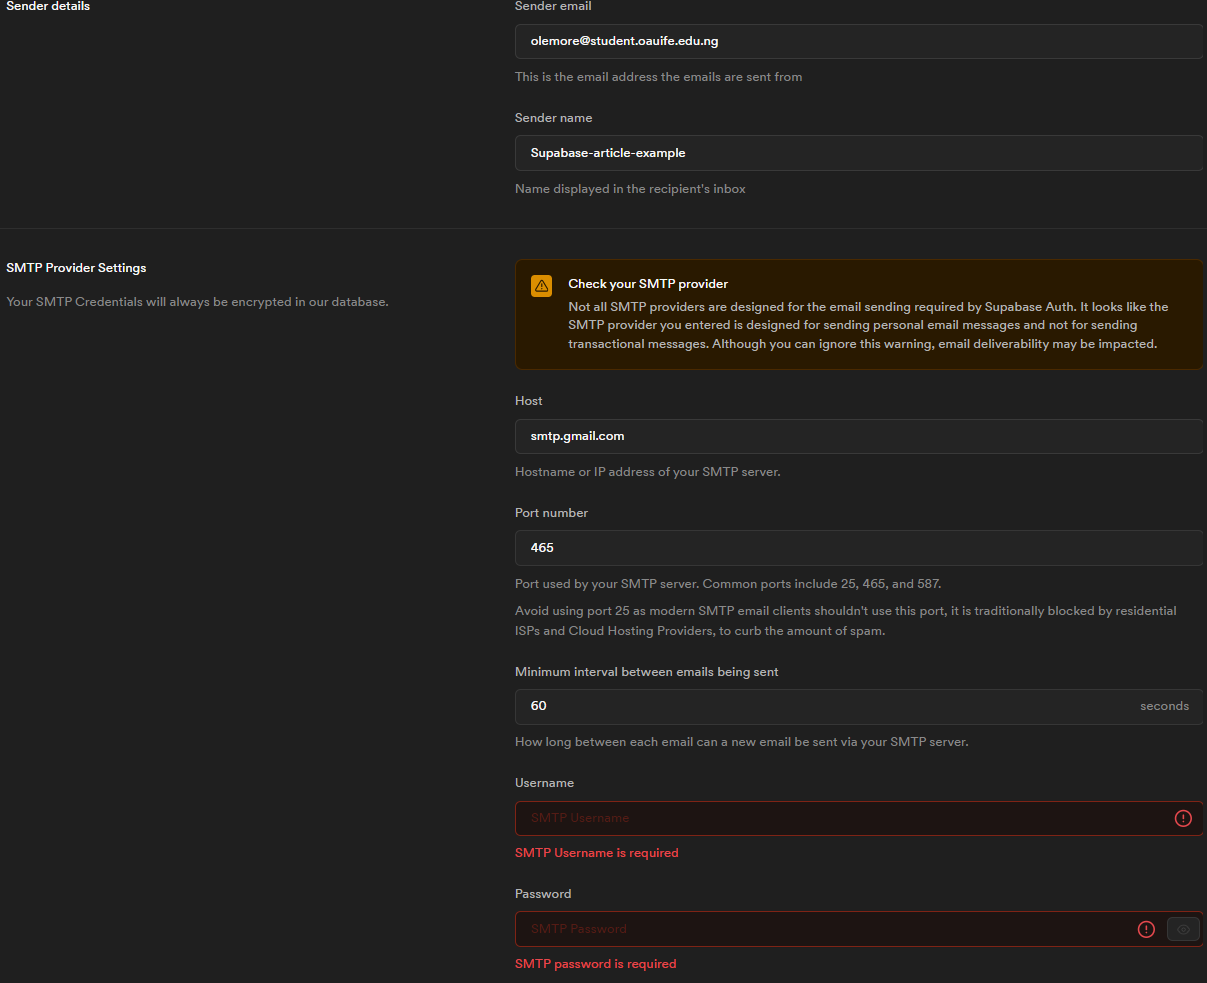 Sender details
Sender email
olemore@student.oauife.edu.ng
This is the email address the emails are sent from
Sender name
Supabase-article-example
Name displayed in the recipient's inbox
SMTP Provider Settings
Your SMTP Credentials will always be encrypted in our database.
Check your SMTP provider
Not all SMTP providers are designed for the email sending required by Supabase Auth. It looks like the
SMTP provider you entered is designed for sending personal email messages and not for sending
transactional messages. Although you can ignore this warning, email deliverability may be impacted.
Host
smtp.gmail.com
Hostname or IP address of your SMTP server.
Port number
465
Port used by your SMTP server. Common ports include 25, 465, and 587.
Avoid using port 25 as modern SMTP email clients shouldn't use this port, it is traditionally blocked by residential
ISPs and Cloud Hosting Providers, to curb the amount of spam.
Minimum interval between emails being sent
60 seconds
How long between each email can a new email be sent via your SMTP server.
Username
SMTP Username
SMTP Username is required
Password
SMTP Password
SMTP password is required